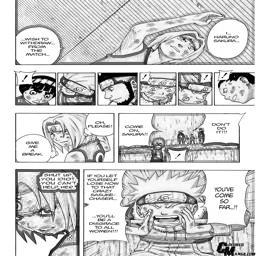 ...WISH TO
WITHDRAW...
FROM THE
MATCH...
I,
HARUNO
SAKURA...
!
!
!
!
OH,
PLEASE!
GIVE
ME A
BREAK.
COME
ON,
SAKURA!!
DON'T
DO IT!!
SHUT UP,
YOU IDIOT!
YOU CAN'T
HELP HER!
IF YOU LET
YOURSELF
LOSE NOW TO
THAT CRAZY
SASUKE-
CHASER...
...YOU'LL
BE A
DISGRACE
TO ALL
WOMEN!!!
YOU'VE
COME
SO
FAR...!!